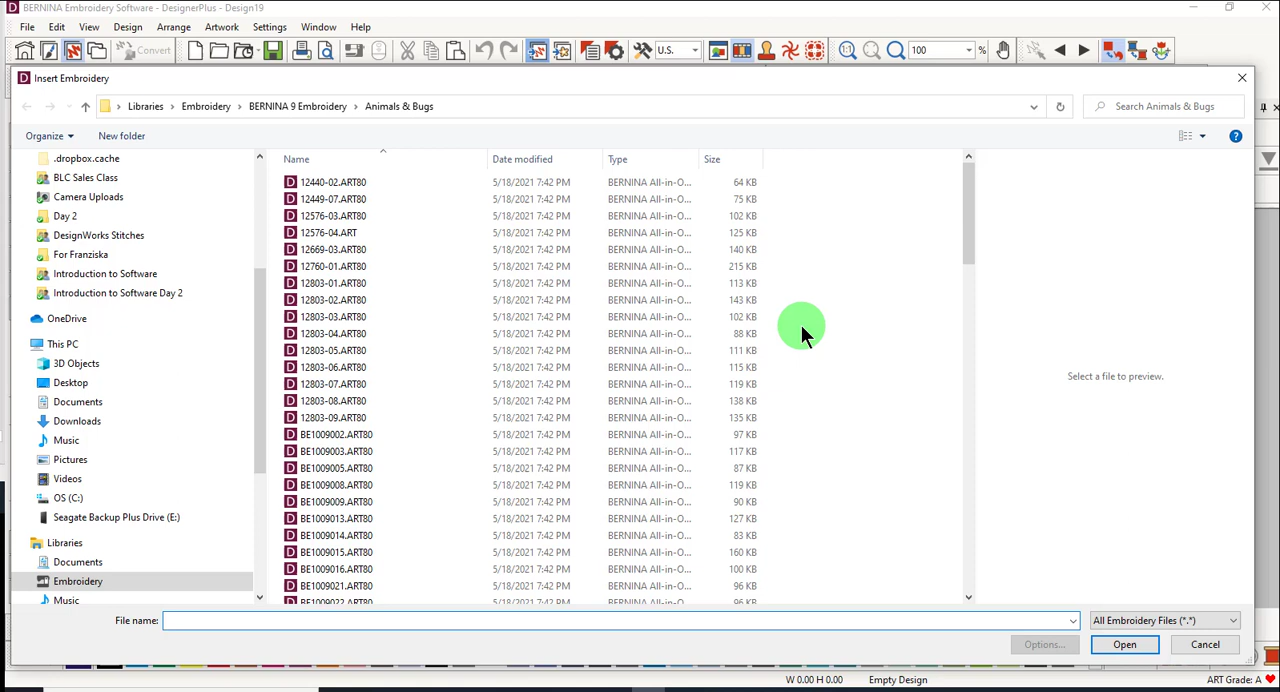 BERNINA Embroidery Software - DesignerPlus - Design19
File Edit View Design Arrange Artwork Settings Window Help
Convert U.S. 100 %
Insert Embroidery
Libraries Embroidery BERNINA 9 Embroidery Animals & Bugs Search Animals & Bugs
Organize New folder
Name Date modified Type Size
.dropbox.cache
BLC Sales Class
Camera Uploads
Day 2
DesignWorks Stitches
For Franziska
Introduction to Software
Introduction to Software Day 2
OneDrive
This PC
3D Objects
Desktop
Documents
Downloads
Music
Pictures
Videos
OS (C:)
Seagate Backup Plus Drive (E:)
Libraries
Documents
Embroidery
Music
12440-02.ART80 5/18/2021 7:42 PM BERNINA All-in-O... 64 KB
12449-07.ART80 5/18/2021 7:42 PM BERNINA All-in-O... 75 KB
12576-03.ART80 5/18/2021 7:42 PM BERNINA All-in-O... 102 KB
12576-04.ART 5/18/2021 7:42 PM BERNINA All-in-O... 125 KB
12669-03.ART80 5/18/2021 7:42 PM BERNINA All-in-O... 140 KB
12760-01.ART80 5/18/2021 7:42 PM BERNINA All-in-O... 215 KB
12803-01.ART80 5/18/2021 7:42 PM BERNINA All-in-O... 113 KB
12803-02.ART80 5/18/2021 7:42 PM BERNINA All-in-O... 143 KB
12803-03.ART80 5/18/2021 7:42 PM BERNINA All-in-O... 102 KB
12803-04.ART80 5/18/2021 7:42 PM BERNINA All-in-O... 88 KB
12803-05.ART80 5/18/2021 7:42 PM BERNINA All-in-O... 111 KB
12803-06.ART80 5/18/2021 7:42 PM BERNINA All-in-O... 115 KB
12803-07.ART80 5/18/2021 7:42 PM BERNINA All-in-O... 119 KB
12803-08.ART80 5/18/2021 7:42 PM BERNINA All-in-O... 138 KB
12803-09.ART80 5/18/2021 7:42 PM BERNINA All-in-O... 135 KB
BE1009002.ART80 5/18/2021 7:42 PM BERNINA All-in-O... 97 KB
BE1009003.ART80 5/18/2021 7:42 PM BERNINA All-in-O... 117 KB
BE1009005.ART80 5/18/2021 7:42 PM BERNINA All-in-O... 87 KB
BE1009008.ART80 5/18/2021 7:42 PM BERNINA All-in-O... 119 KB
BE1009009.ART80 5/18/2021 7:42 PM BERNINA All-in-O... 90 KB
BE1009013.ART80 5/18/2021 7:42 PM BERNINA All-in-O... 127 KB
BE1009014.ART80 5/18/2021 7:42 PM BERNINA All-in-O... 83 KB
BE1009015.ART80 5/18/2021 7:42 PM BERNINA All-in-O... 160 KB
BE1009016.ART80 5/18/2021 7:42 PM BERNINA All-in-O... 100 KB
BE1009021.ART80 5/18/2021 7:42 PM BERNINA All-in-O... 96 KB
BE1009022.ART80 5/18/2021 7:42 PM BERNINA All-in-O... 96 KB
Select a file to preview.
File name: All Embroidery Files (*.*)
Options... Open Cancel
W 0.00 H 0.00 Empty Design ART Grade: A